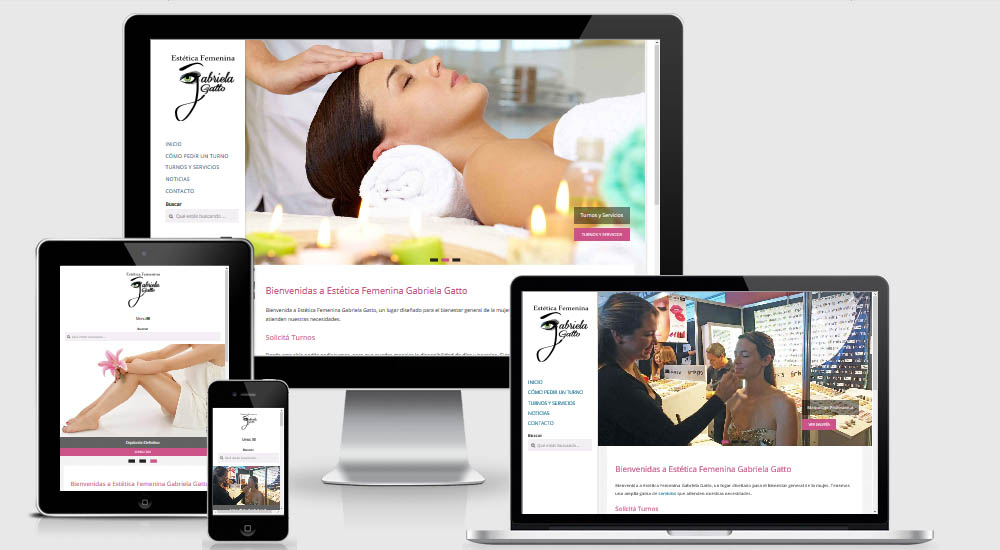 Estética Femenina
Gabriela
Gatto
INICIO
CÓMO PEDIR UN TURNO
TURNOS Y SERVICIOS
NOTICIAS
CONTACTO
Buscar
Qué estás buscando ...
Turnos y Servicios
TURNOS Y SERVICIOS
Bienvenidas a Estética Femenina Gabriela Gatto
Bienvenida a Estética Femenina Gabriela Gatto, un lugar diseñado para el bienestar general de la mujer
atienden nuestras necesidades.
Solicitá Turnos
Estética Femenina
Gabriela
Gatto
Menú
Buscar
Qué estás buscando ...
Depilación Definitiva
Bienvenidas a Estética Femenina Gabriela Gatto
Menú
Buscar
Qué estás buscando ...
Estética Femenina
Gabriela
Gatto
INICIO
CÓMO PEDIR UN TURNO
TURNOS Y SERVICIOS
NOTICIAS
CONTACTO
Buscar
Qué estás buscando ...
Maquillaje Profesional
VER GALERÍA
Bienvenidas a Estética Femenina Gabriela Gatto
Bienvenida a Estética Femenina Gabriela Gatto, un lugar diseñado para el bienestar general de la mujer. Tenemos
una amplia gama de servicios que atienden nuestras necesidades.
Solicitá Turnos